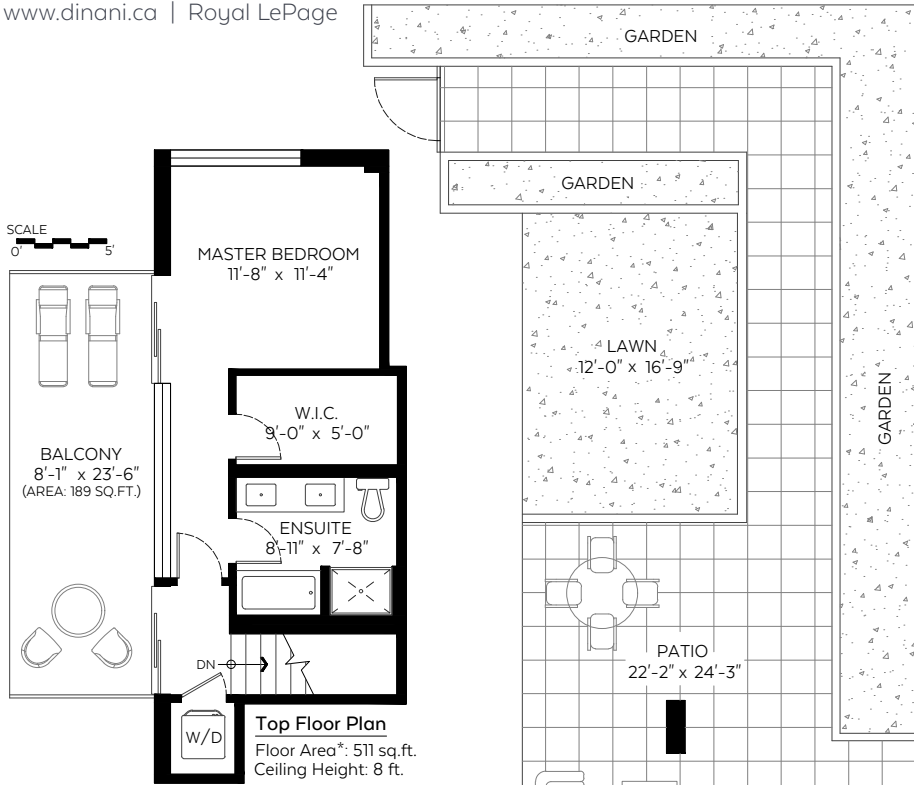 www.dinani.ca | Royal LePage
GARDEN
GARDEN
SCALE
0' 5'
MASTER BEDROOM
11'-8" x 11'-4"
LAWN
12'-0" x 16'-9"
GARDEN
W.I.C.
9'-0" x 5'-0"
BALCONY
8'-1" x 23'-6"
(AREA: 189 SQ.FT.)
ENSUITE
8'-11" x 7'-8"
PATIO
22'-2" x 24'-3"
DN
W/D
Top Floor Plan
Floor Area*: 511 sq.ft.
Ceiling Height: 8 ft.